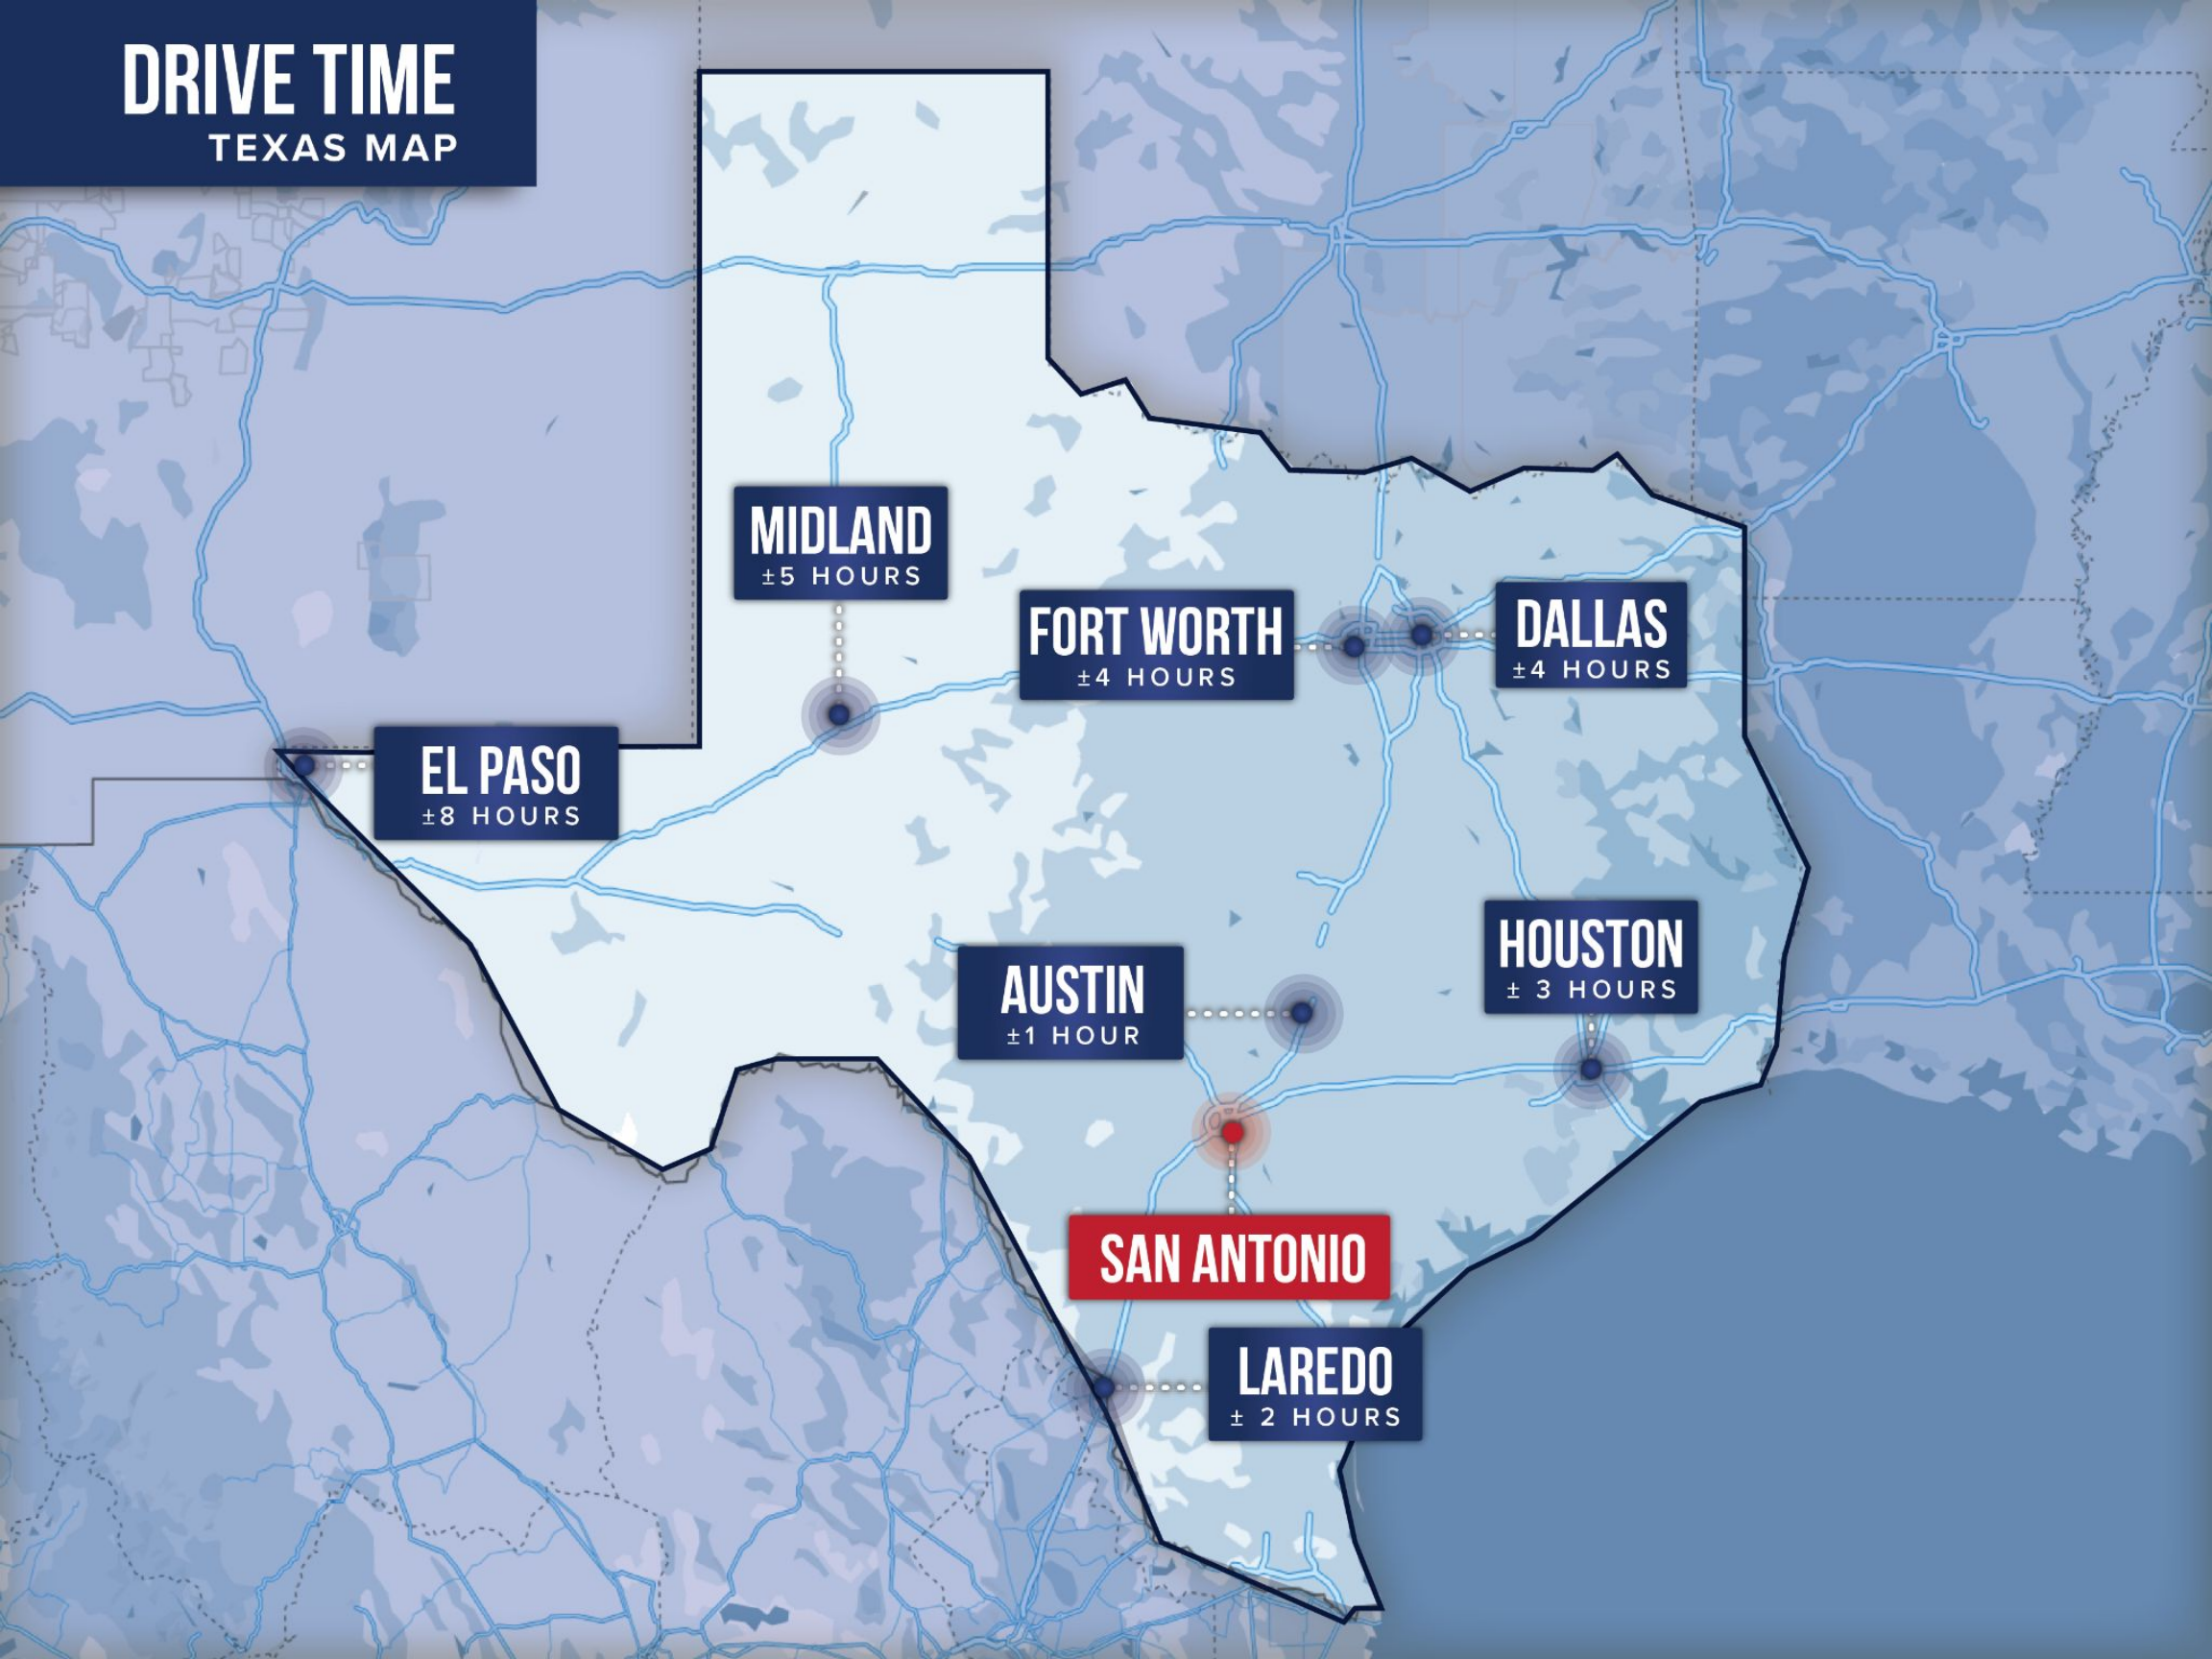 DRIVE TIME
TEXAS MAP
MIDLAND
±5 HOURS
FORT WORTH
±4 HOURS
DALLAS
±4 HOURS
EL PASO
±8 HOURS
HOUSTON
± 3 HOURS
AUSTIN
±1 HOUR
SAN ANTONIO
LAREDO
± 2 HOURS